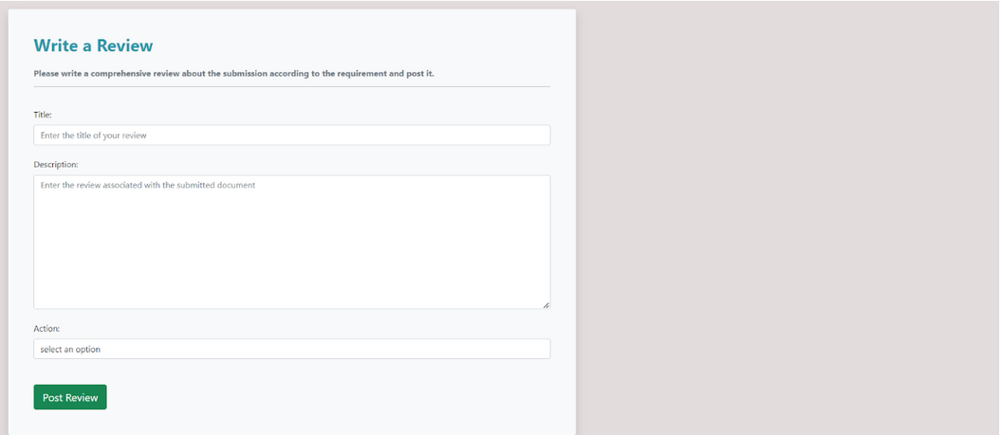 Write a Review
Please write a comprehensive review about the submission according to the requirement and post it.
Title:
Enter the title of your review
Description:
Enter the review associated with the submitted document
Action:
select an option
Post Review